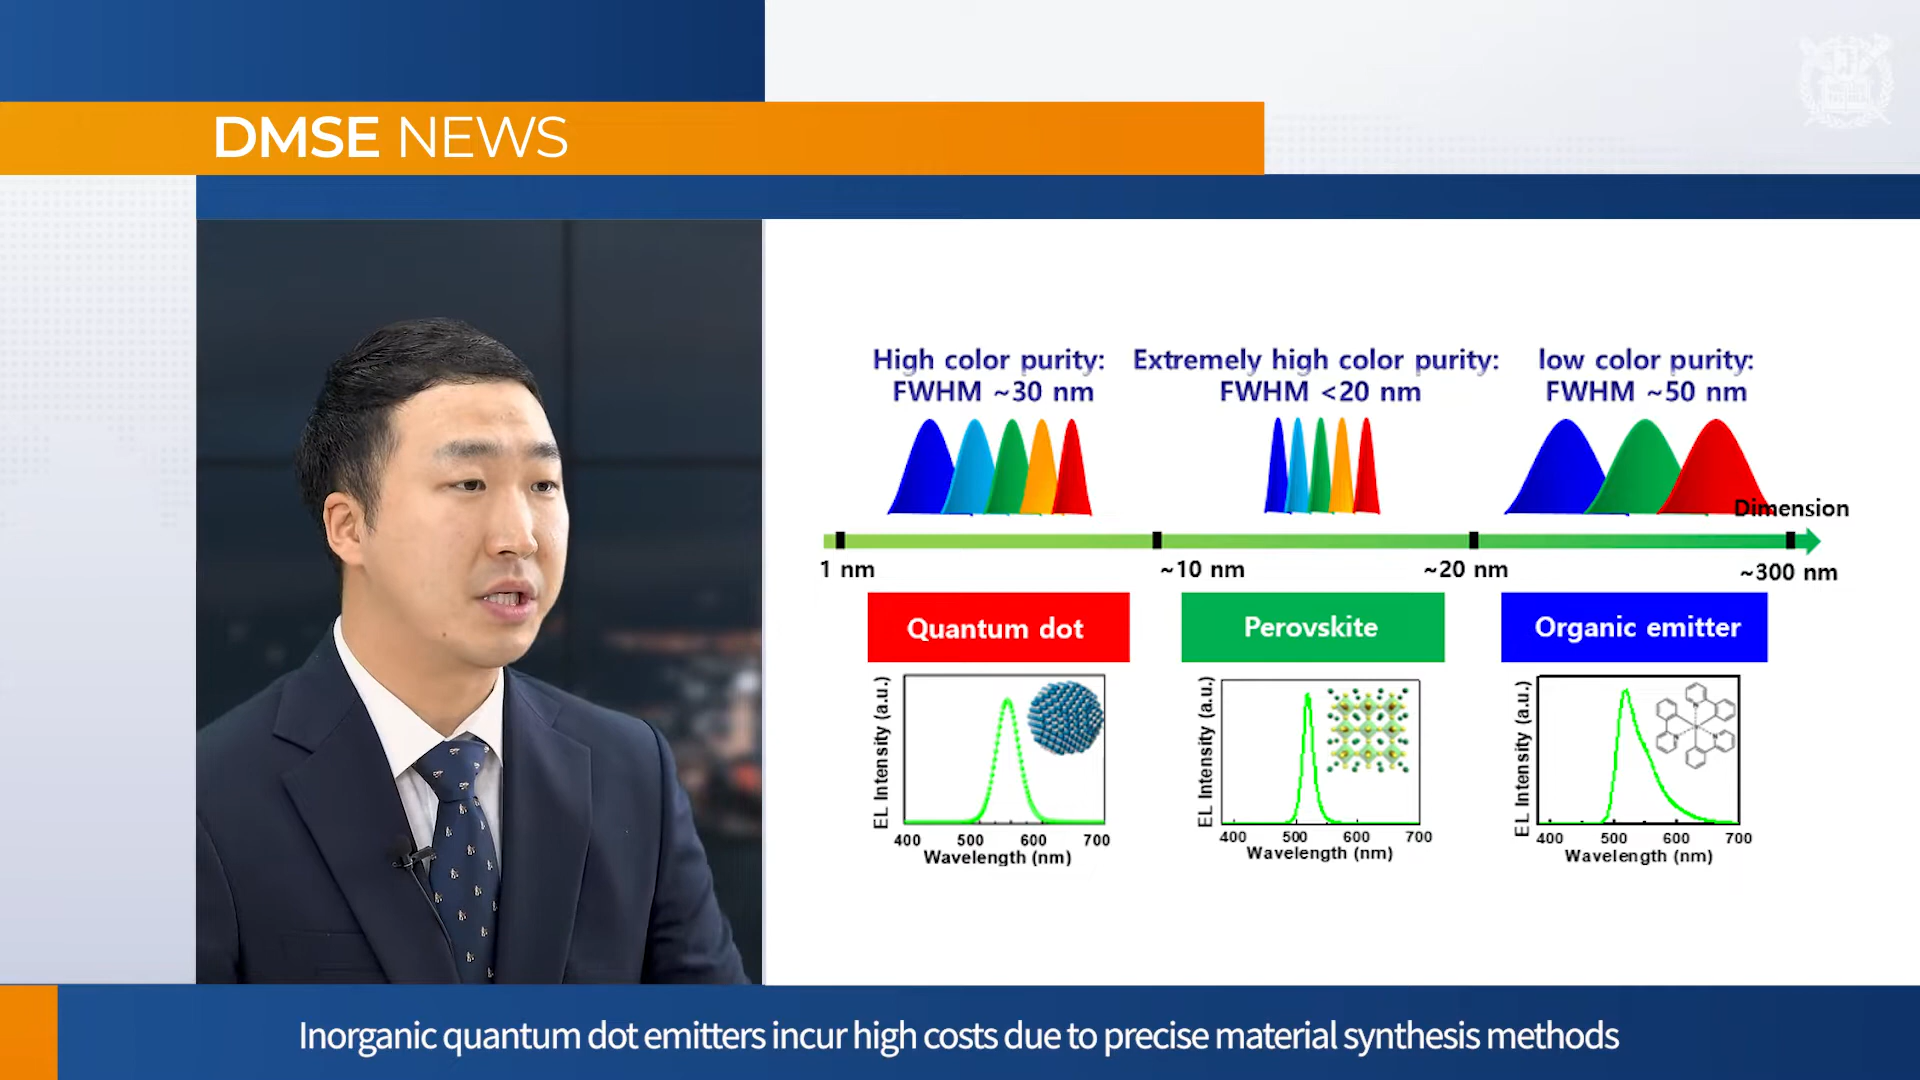 DMSE NEWS
High color purity:
FWHM ~30 nm
Extremely high color purity:
FWHM <20 nm
low color purity:
FWHM ~50 nm
Dimension
1 nm
~10 nm
~20 nm
~300 nm
Quantum dot
Perovskite
Organic emitter
EL Intensity (a.u.)
400 500 600 700
Wavelength (nm)
EL Intensity (a.u.)
400 500 600 700
Wavelength (nm)
EL Intensity (a.u.)
400 500 600 700
Wavelength (nm)
Inorganic quantum dot emitters incur high costs due to precise material synthesis methods